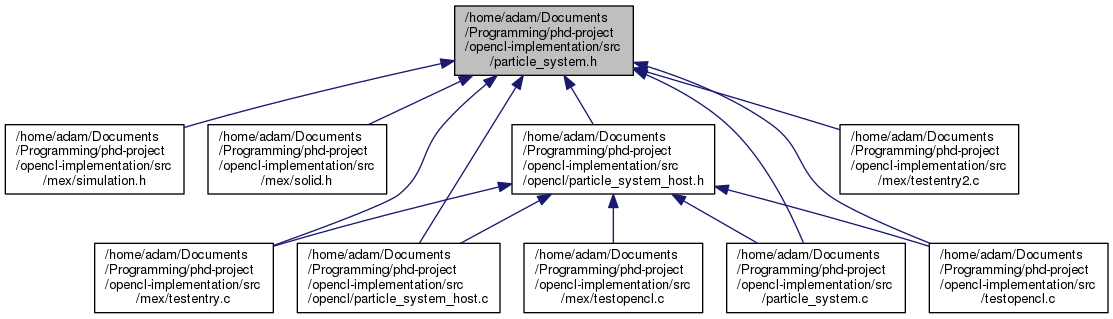 /home/adam/Documents
/Programming/phd-project
/opencl-implementation/src
/particle_system.h
/home/adam/Documents
/Programming/phd-project
/opencl-implementation/src
/mex/simulation.h
/home/adam/Documents
/Programming/phd-project
/opencl-implementation/src
/mex/solid.h
/home/adam/Documents
/Programming/phd-project
/opencl-implementation/src
/opencl/particle_system_host.h
/home/adam/Documents
/Programming/phd-project
/opencl-implementation/src
/mex/testentry2.c
/home/adam/Documents
/Programming/phd-project
/opencl-implementation/src
/mex/testentry.c
/home/adam/Documents
/Programming/phd-project
/opencl-implementation/src
/opencl/particle_system_host.c
/home/adam/Documents
/Programming/phd-project
/opencl-implementation/src
/mex/testopencl.c
/home/adam/Documents
/Programming/phd-project
/opencl-implementation/src
/particle_system.c
/home/adam/Documents
/Programming/phd-project
/opencl-implementation/src
/testopencl.c